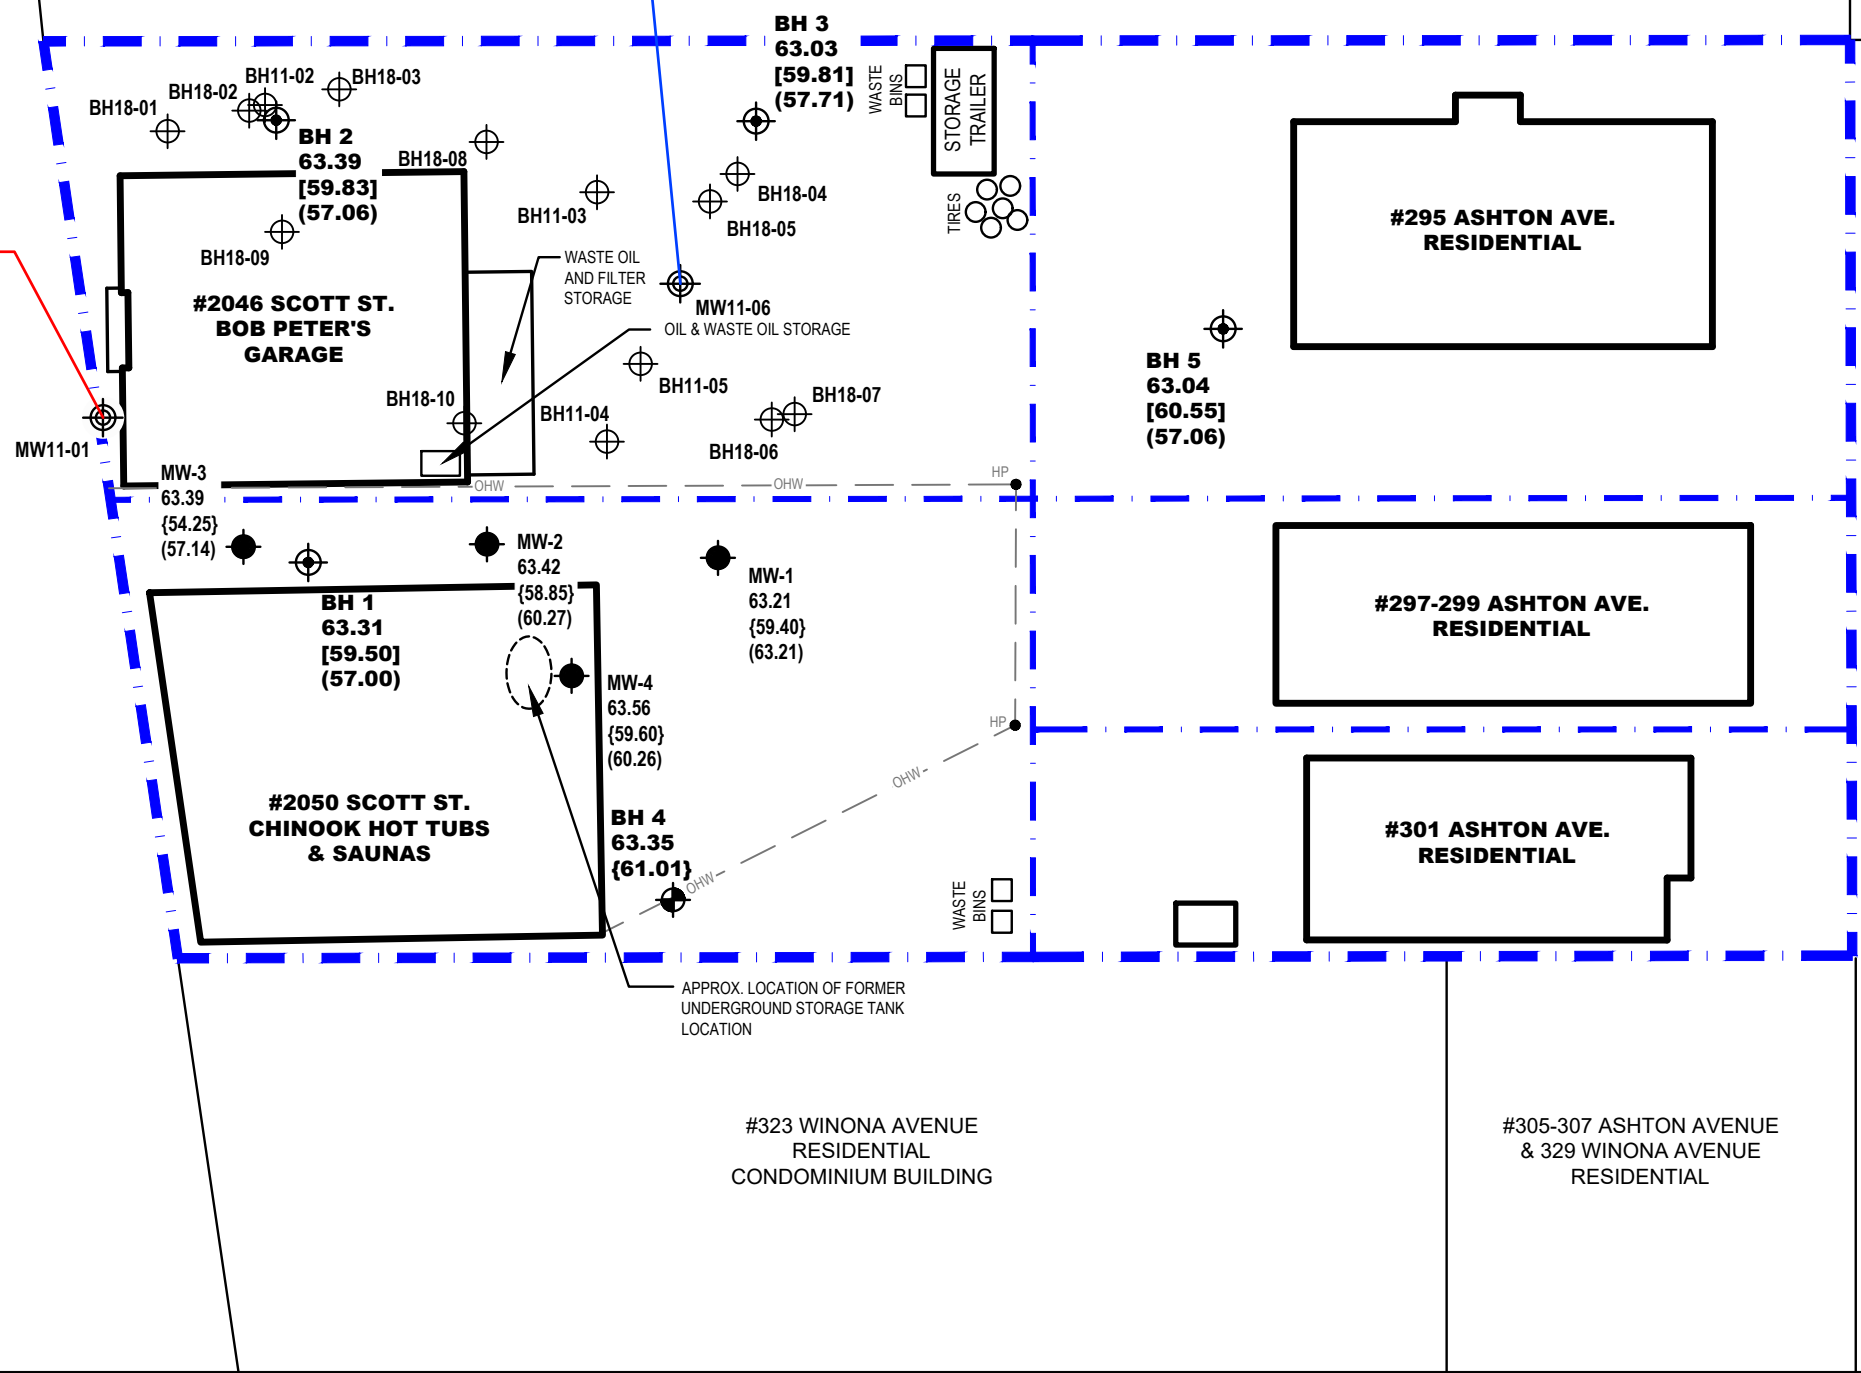 BH 3
63.03
[59.81]
(57.71)
WASTE
BINS
STORAGE
TRAILER
TIRES
BH11-02
BH18-03
BH18-02
BH18-01
BH 2
63.39
[59.83]
(57.06)
BH18-08
BH18-04
BH18-05
BH11-03
BH18-09
WASTE OIL
AND FILTER
STORAGE
#2046 SCOTT ST.
BOB PETER'S
GARAGE
MW11-06
OIL & WASTE OIL STORAGE
BH11-05
BH18-07
BH18-10
BH11-04
BH18-06
MW11-01
#295 ASHTON AVE.
RESIDENTIAL
BH 5
63.04
[60.55]
(57.06)
MW-3
63.39
{54.25}
(57.14)
OHW
OHW
HP
MW-2
63.42
{58.85}
(60.27)
MW-1
63.21
{59.40}
(63.21)
BH 1
63.31
[59.50]
(57.00)
#297-299 ASHTON AVE.
RESIDENTIAL
MW-4
63.56
{59.60}
(60.26)
HP
OHW
#2050 SCOTT ST.
CHINOOK HOT TUBS
& SAUNAS
BH 4
63.35
{61.01}
OHW
WASTE
BINS
#301 ASHTON AVE.
RESIDENTIAL
APPROX. LOCATION OF FORMER
UNDERGROUND STORAGE TANK
LOCATION
#323 WINONA AVENUE
RESIDENTIAL
CONDOMINIUM BUILDING
#305-307 ASHTON AVENUE
& 329 WINONA AVENUE
RESIDENTIAL